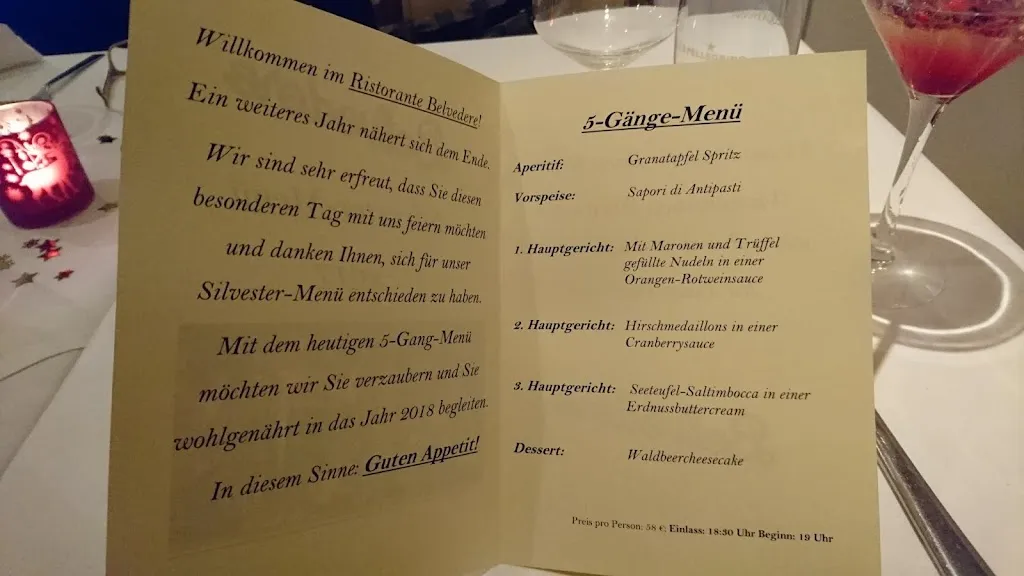 Willkommen im Ristorante Belvedere!
Ein weiteres Jahr nähert sich dem Ende.
Wir sind sehr erfreut, dass Sie diesen
besonderen Tag mit uns feiern möchten
und danken Ihnen, sich für unser
Silvester-Menü entschieden zu haben.
Mit dem heutigen 5-Gang-Menü
möchten wir Sie verzaubern und Sie
wohlgenährt in das Jahr 2018 begleiten.
In diesem Sinne: Guten Appetit!
5-Gänge-Menü
Aperitif: Granatapfel Spritz
Vorspeise: Sapori di Antipasti
1. Hauptgericht: Mit Maronen und Trüffel
gefüllte Nudeln in einer
Orangen-Rotweinsauce
2. Hauptgericht: Hirschmedaillons in einer
Cranberrysauce
3. Hauptgericht: Seeteufel-Saltimbocca in einer
Erdnussbuttercream
Dessert: Waldbeercheesecake
Preis pro Person: 58 €; Einlass: 18:30 Uhr Beginn: 19 Uhr